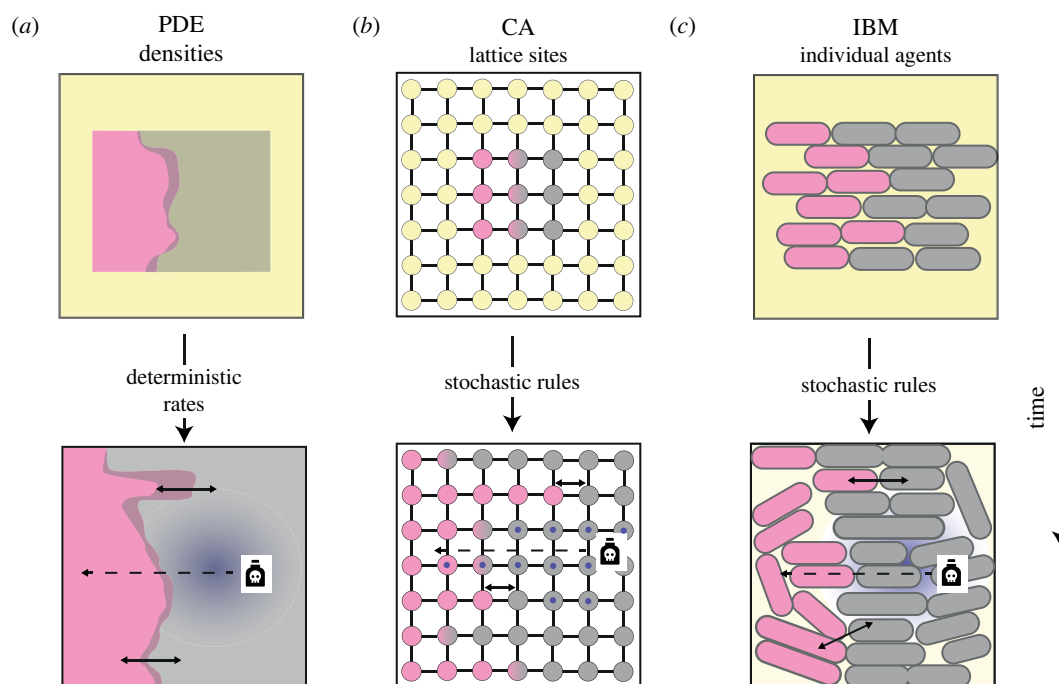 (a) PDE
densities
(b) CA
lattice sites
(c) IBM
individual agents
deterministic
rates
stochastic rules
stochastic rules
time